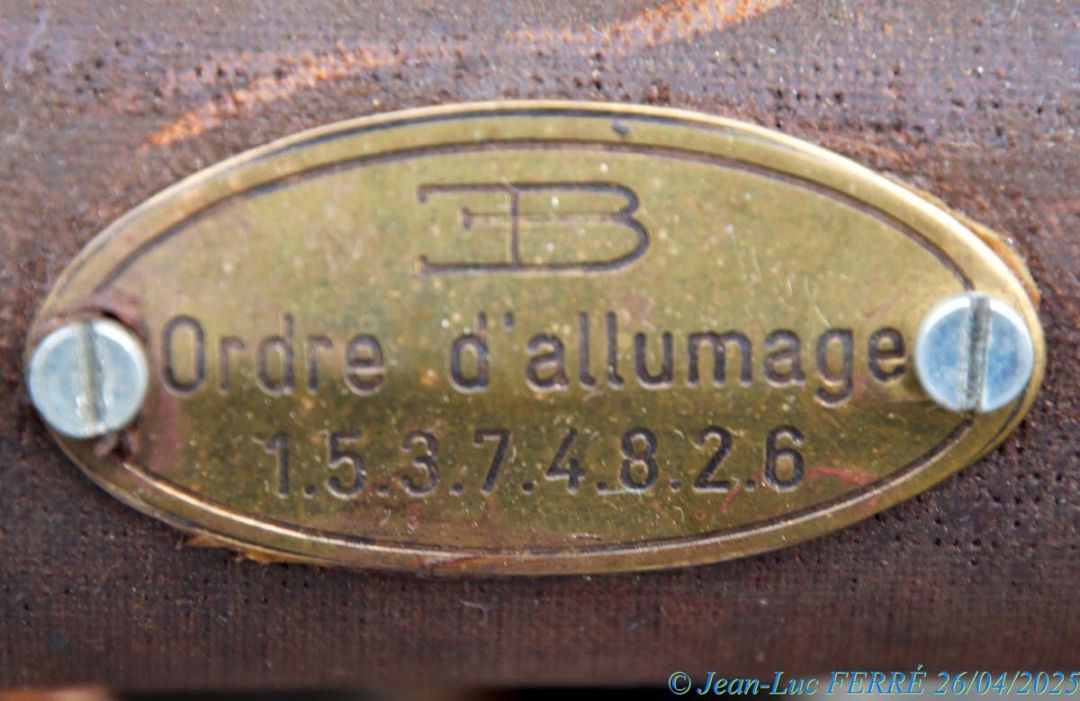 EB
Ordre d'allumage
1.5.3.7.4.8.2.6
© Jean-Luc FERRÉ 26/04/2025